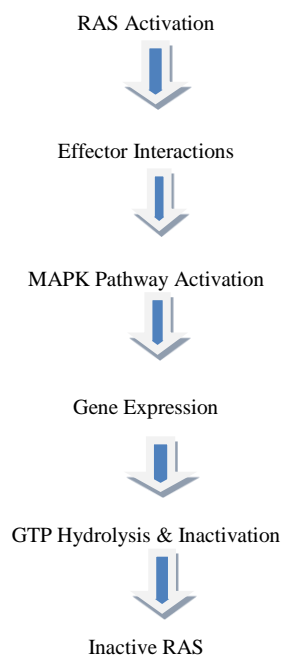 RAS Activation
Effector Interactions
MAPK Pathway Activation
Gene Expression
GTP Hydrolysis & Inactivation
Inactive RAS